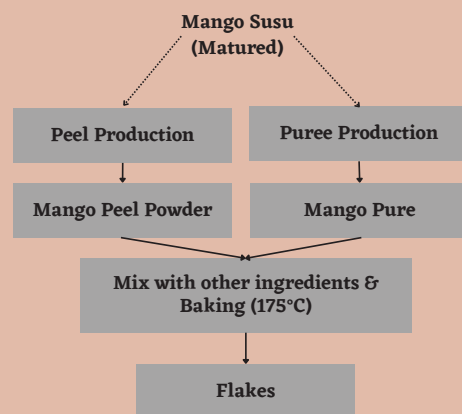 Mango Susu
(Matured)
Peel Production
Puree Production
Mango Peel Powder
Mango Pure
Mix with other ingredients &
Baking (175°C)
Flakes